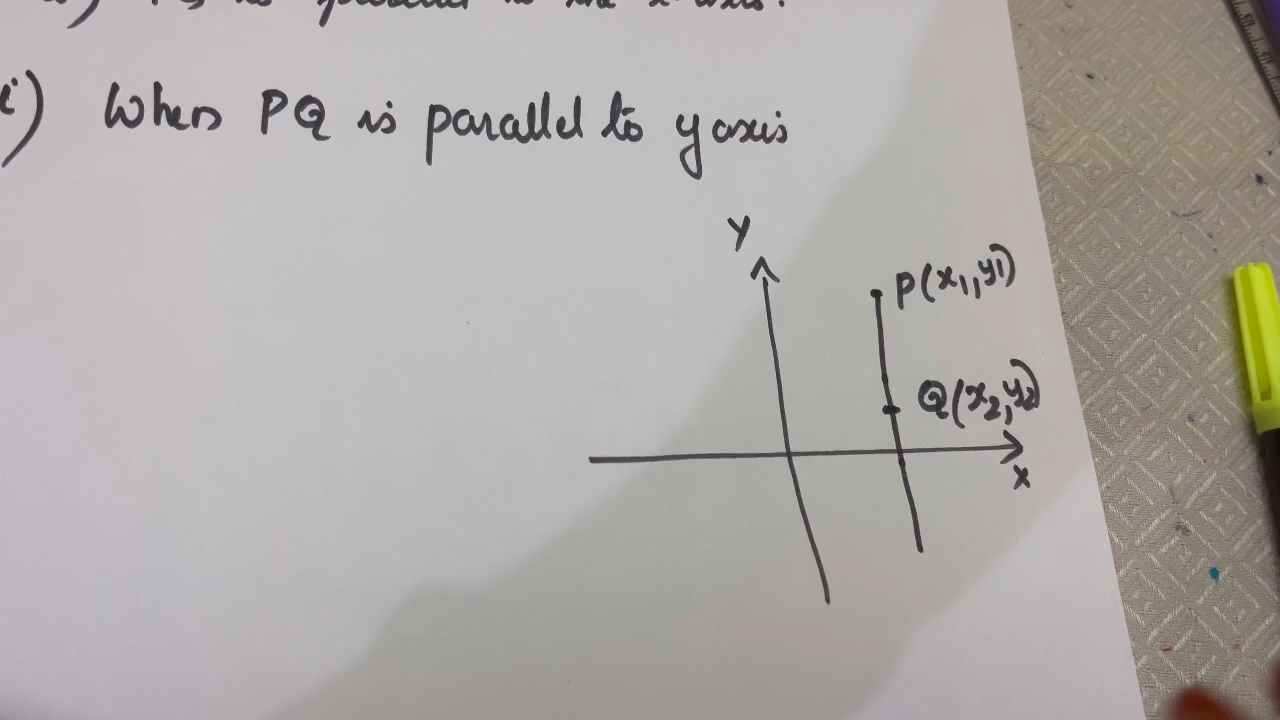 i) When PQ is parallel to y axis
Y
P(x1,y1)
Q(x2,y2)
X